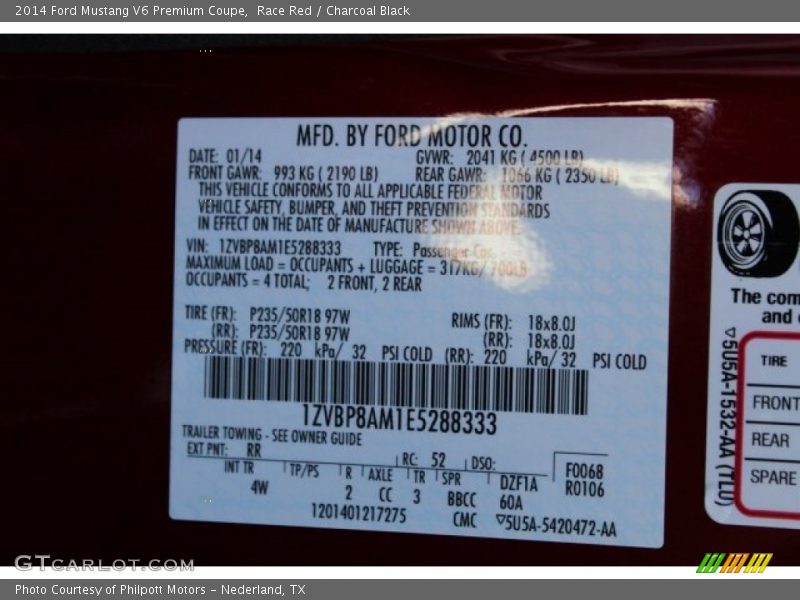 2014 Ford Mustang V6 Premium Coupe,  Race Red / Charcoal Black
MFD. BY FORD MOTOR CO.
DATE: 01/14 GVWR: 2041 KG ( 4500 LB)
FRONT GAWR: 993 KG ( 2190 LB) REAR GAWR: 1066 KG ( 2350 LB)
THIS VEHICLE CONFORMS TO ALL APPLICABLE FEDERAL MOTOR
VEHICLE SAFETY, BUMPER, AND THEFT PREVENTION STANDARDS
IN EFFECT ON THE DATE OF MANUFACTURE SHOWN ABOVE.
VIN: 1ZVBP8AM1E5288333 TYPE: Passenger Car
MAXIMUM LOAD = OCCUPANTS + LUGGAGE = 317KG/ 700LB
OCCUPANTS = 4 TOTAL; 2 FRONT, 2 REAR
TIRE (FR): P235/50R18 97W RIMS (FR): 18x8.0J
(RR): P235/50R18 97W (RR): 18x8.0J
PRESSURE (FR): 220 kPa/ 32 PSI COLD (RR): 220 kPa/ 32 PSI COLD
1ZVBP8AM1E5288333
TRAILER TOWING - SEE OWNER GUIDE
EXT PNT: RR RC: 52 DSO: F0068
INT TR TP/PS R AXLE TR SPR DZF1A R0106
4W 2 CC 3 BBCC 60A
1201401217275 CMC ▽5U5A-5420472-AA
The com
and
▽5U5A-1532-AA (TL0)
TIRE
FRONT
REAR
SPARE
GTCARLOT.COM
Photo Courtesy of Philpott Motors - Nederland, TX